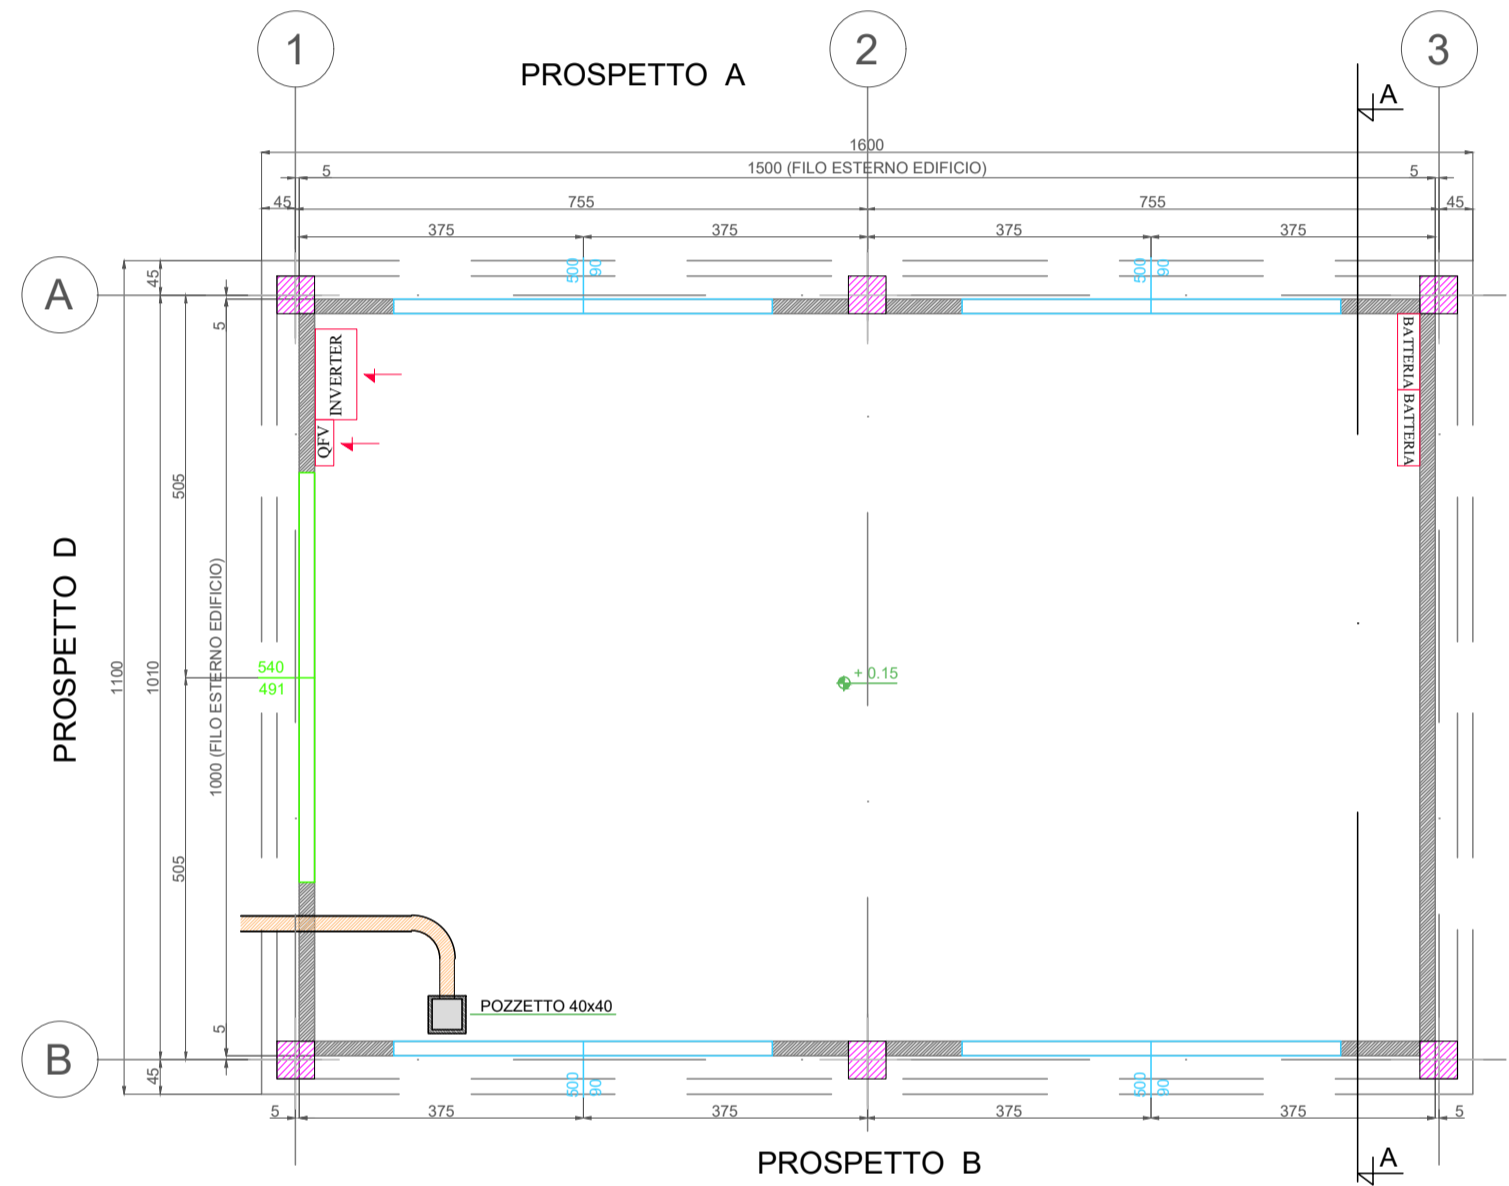 1
2
3
PROSPETTO A
A
1600
5
1500 (FILO ESTERNO EDIFICIO)
5
45
755
755
45
375
375
375
375
500
90
500
90
A
45
5
INVERTER
QFV
BATTERIA
BATTERIA
505
PROSPETTO D
1100
1010
1000 (FILO ESTERNO EDIFICIO)
540
491
+ 0.15
505
POZZETTO 40x40
5
B
45
500
90
500
90
5
375
375
375
375
5
PROSPETTO B
A